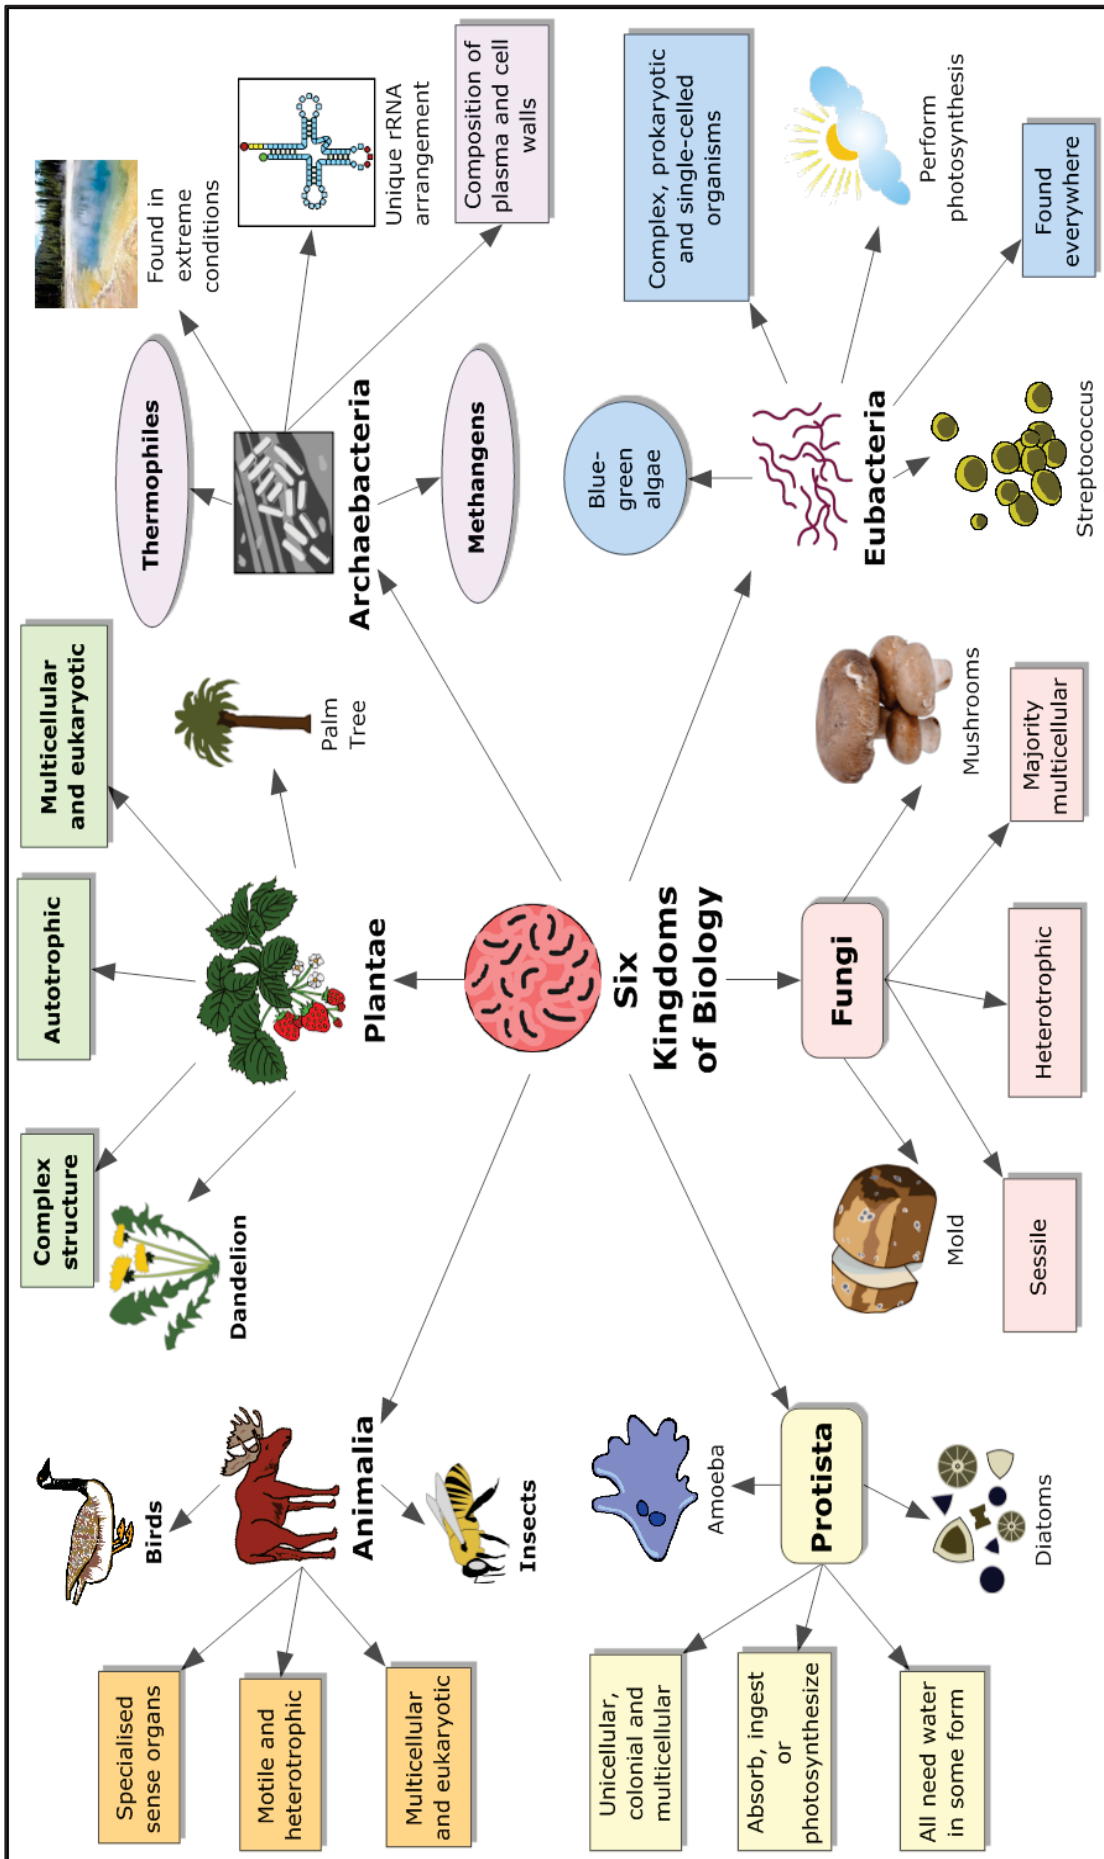 Specialised
sense organs
Motile and
heterotrophic
Multicellular
and eukaryotic
Birds
Animalia
Insects
Complex
structure
Autotrophic
Multicellular
and eukaryotic
Dandelion
Palm
Tree
Plantae
Thermophiles
Archaebacteria
Methangens
Found in
extreme
conditions
Unique rRNA
arrangement
Composition of
plasma and cell
walls
Six
Kingdoms
of Biology
Unicellular,
colonial and
multicellular
Absorb, ingest
or
photosynthesize
All need water
in some form
Amoeba
Protista
Diatoms
Fungi
Mold
Mushrooms
Sessile
Heterotrophic
Majority
multicellular
Blue-
green
algae
Eubacteria
Streptococcus
Complex, prokaryotic
and single-celled
organisms
Perform
photosynthesis
Found
everywhere